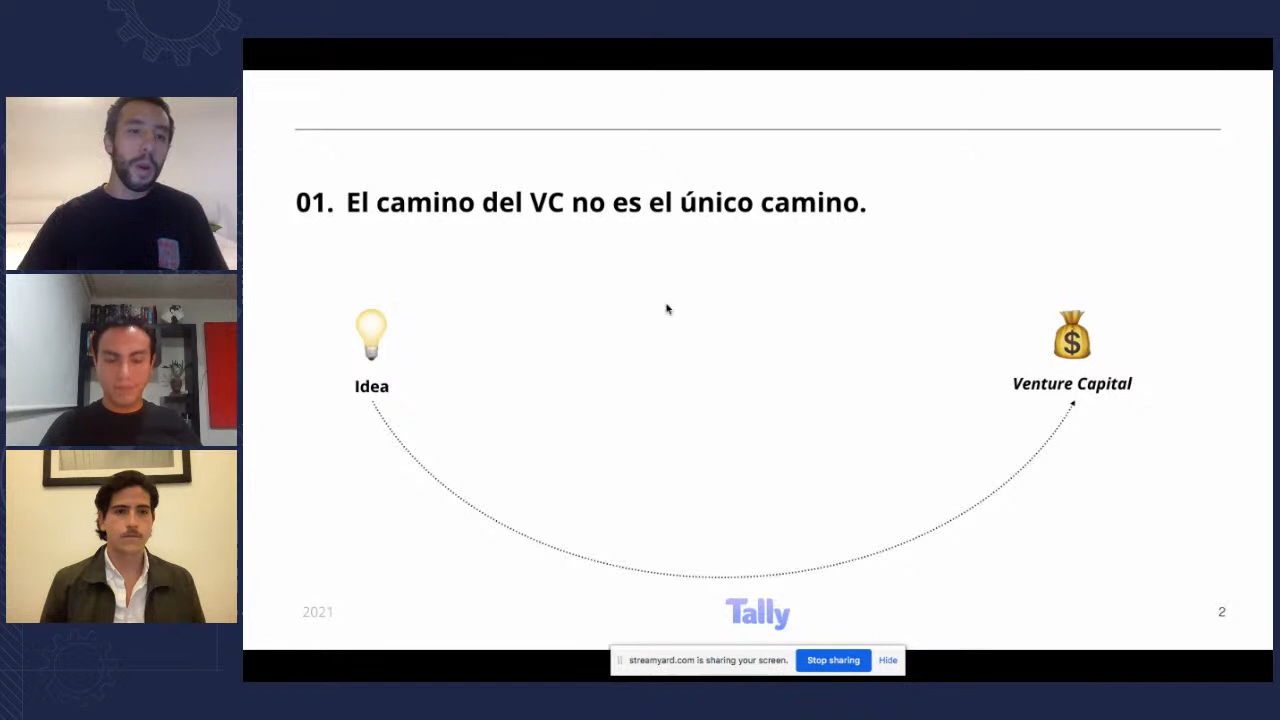 01. El camino del VC no es el único camino.
Idea
$
Venture Capital
2021
Tally
2
streamyard.com is sharing your screen.
Stop sharing
Hide